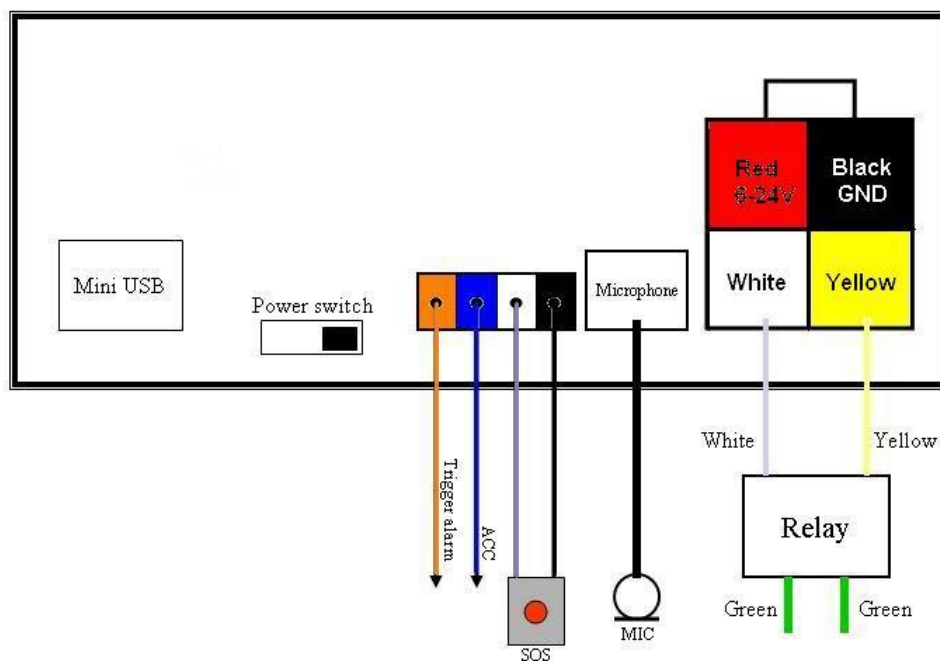 Red
6-24V
Black
GND
White
Yellow
Mini USB
Power switch
Microphone
White
Yellow
Trigger alarm
ACC
Relay
Green
Green
MIC
SOS